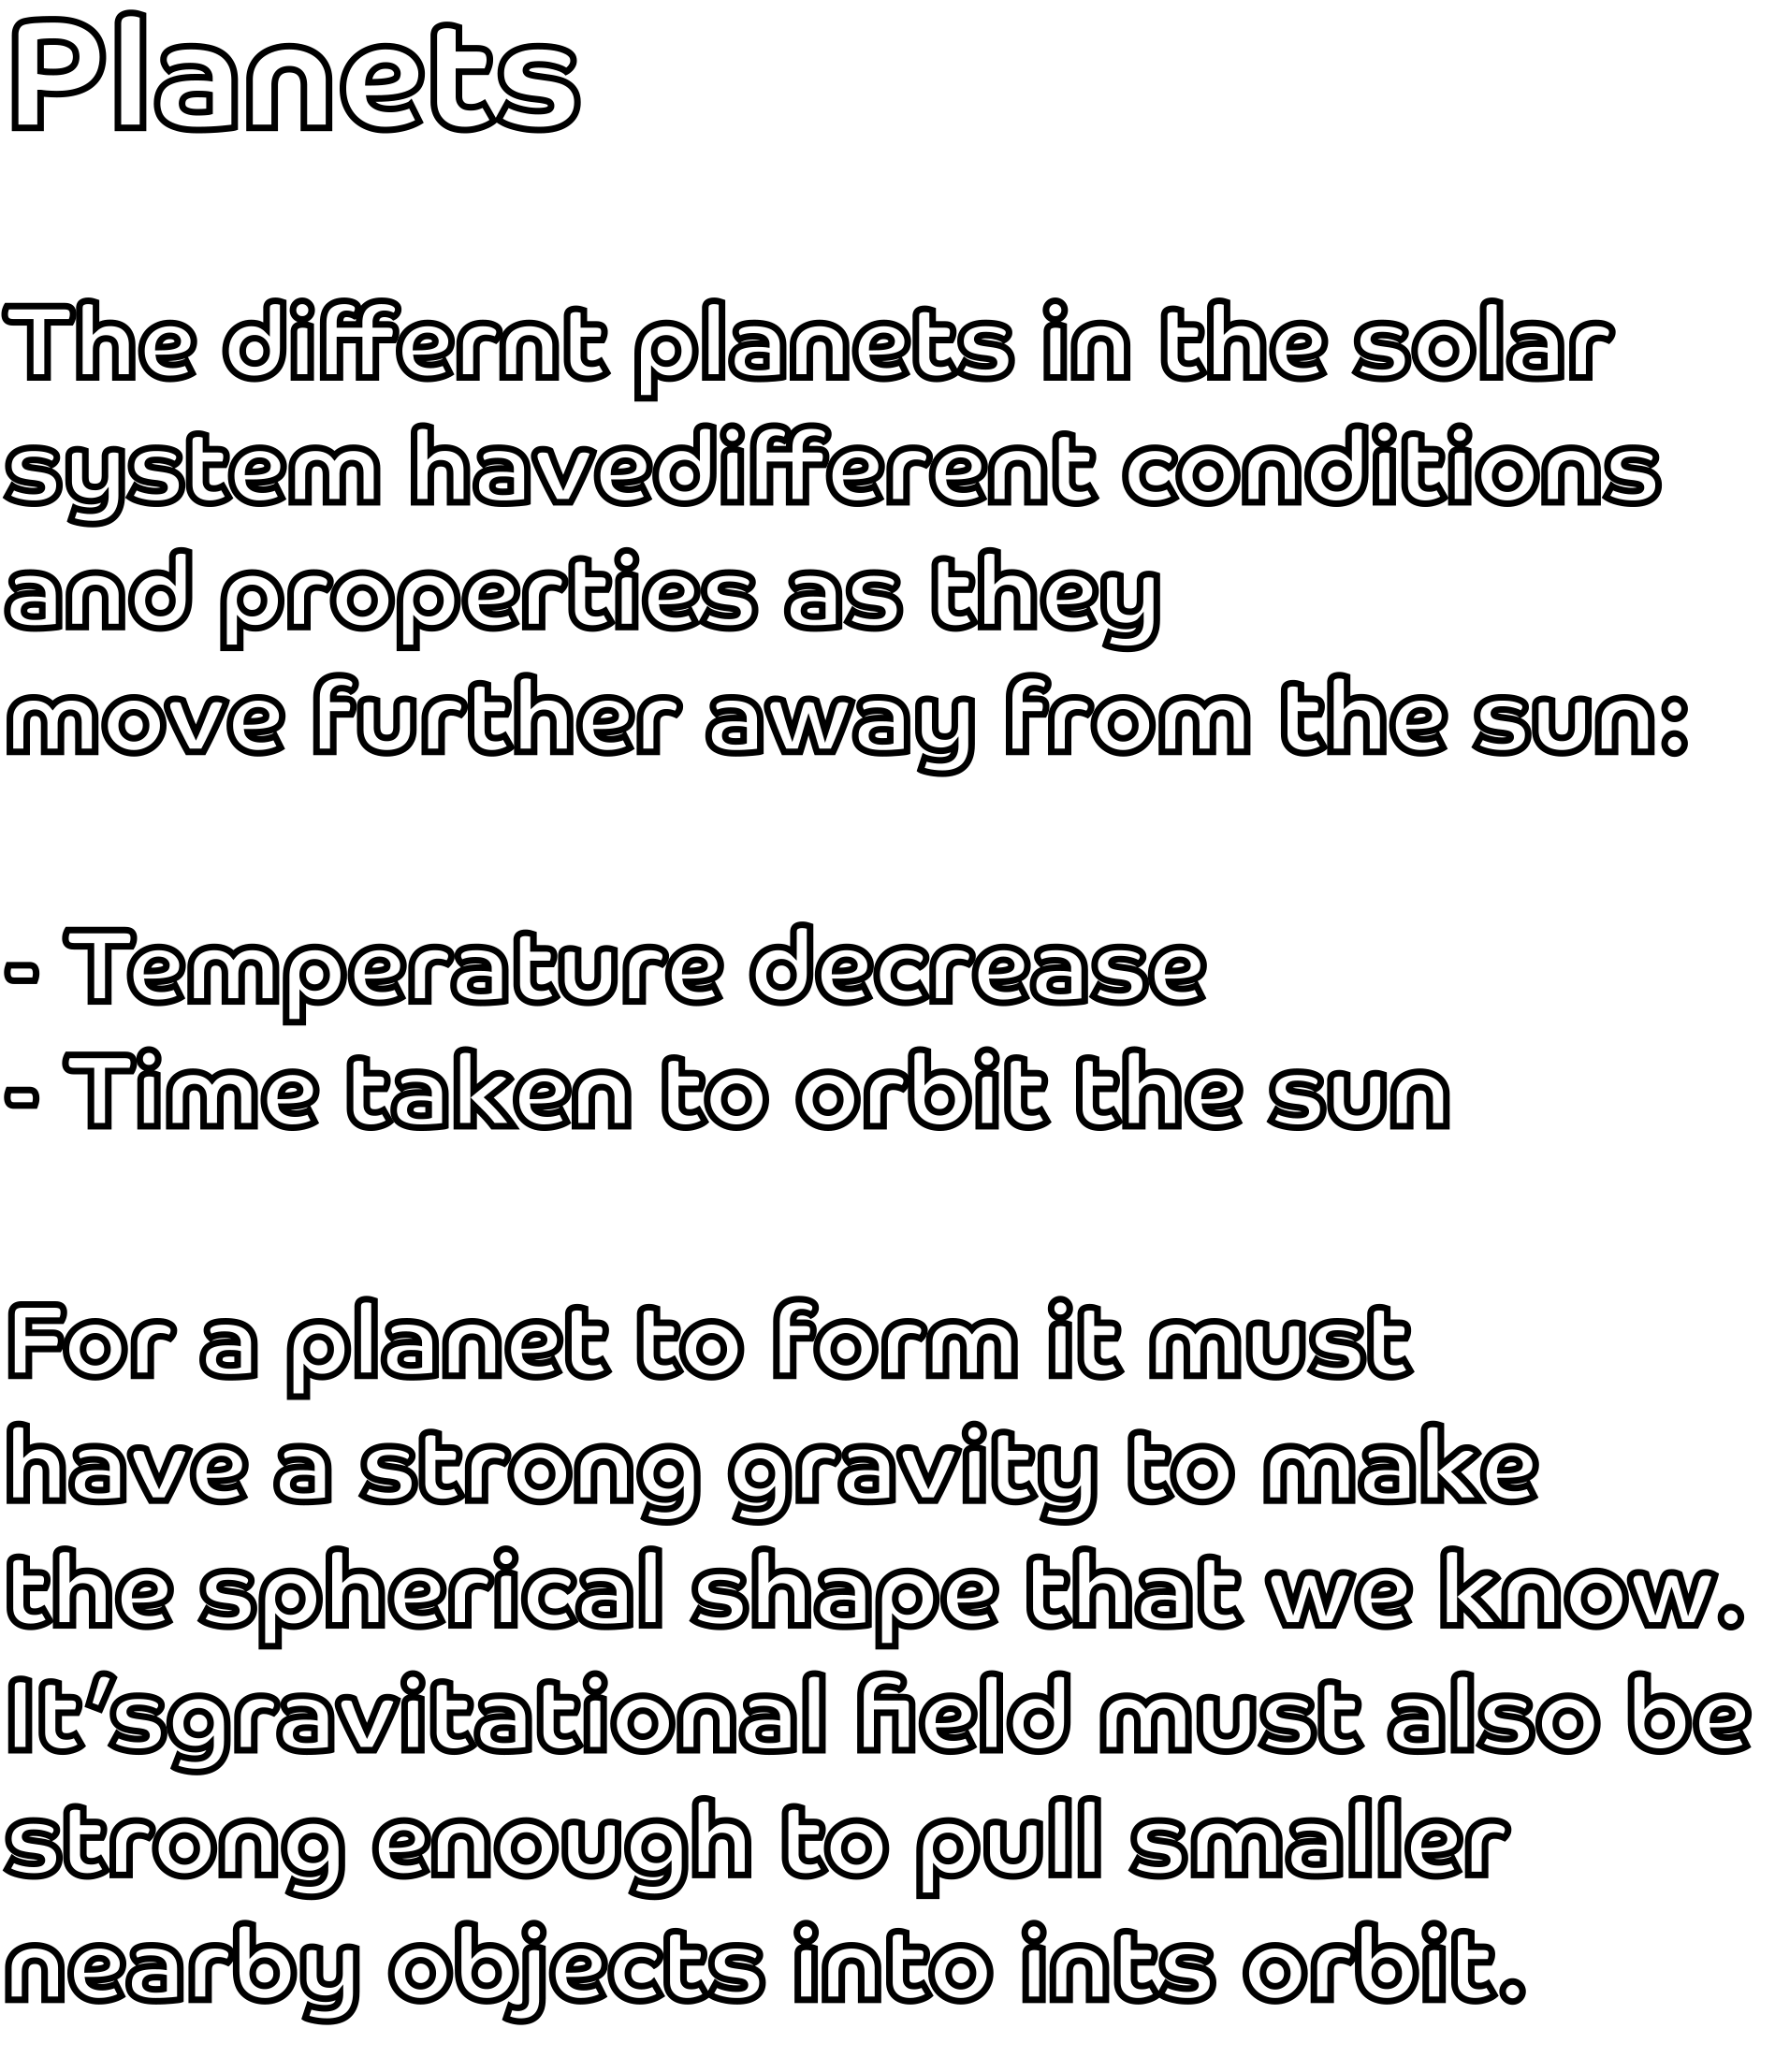 Planets
The differnt planets in the solar
system havedifferent conditions
and properties as they
move further away from the sun:
- Temperature decrease
- Time taken to orbit the sun
For a planet to form it must
have a strong gravity to make
the spherical shape that we know.
It'sgravitational field must also be
strong enough to pull smaller
nearby objects into ints orbit.